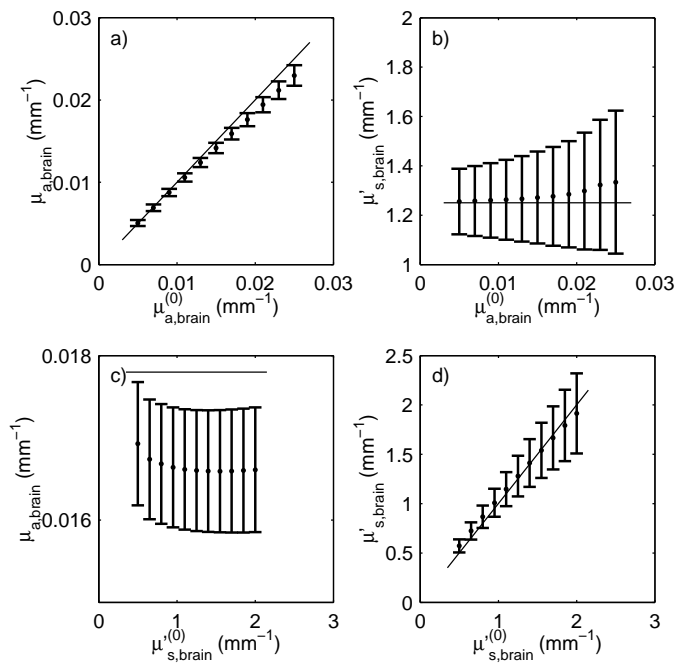 a)
0.03
0.02
0.01
0
μa,brain (mm−1)
0 0.01 0.02 0.03
μa,brain(0) (mm−1)
b)
2
1.8
1.6
1.4
1.2
1
μ's,brain (mm−1)
0 0.01 0.02 0.03
μa,brain(0) (mm−1)
c)
0.018
0.016
μa,brain (mm−1)
0 1 2 3
μ's,brain(0) (mm−1)
d)
2.5
2
1.5
1
0.5
0
μ's,brain (mm−1)
0 1 2 3
μ's,brain(0) (mm−1)